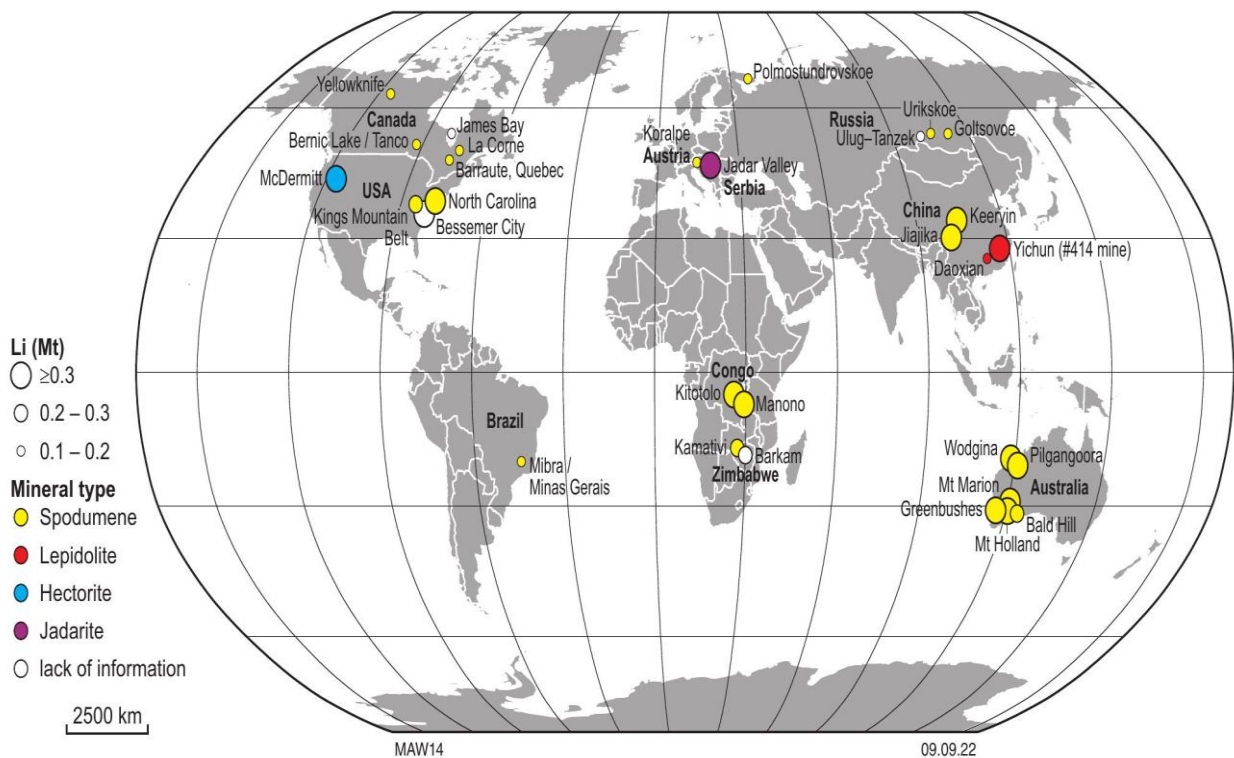 Polmostundrovskoe
Yellowknife
Urikskoe
Canada
James Bay
Russia
Goltsovoe
Ulug–Tanzek
Bernic Lake / Tanco
La Corne
Koralpe
Austria
Barraute, Quebec
Jadar Valley
McDermitt
Serbia
USA
North Carolina
China
Keeryin
Kings Mountain
Belt
Bessemer City
Jiajika
Yichun (#414 mine)
Daoxian
Li (Mt)
≥0.3
0.2 – 0.3
0.1 – 0.2
Congo
Kitotolo
Manono
Brazil
Kamativi
Barkam
Zimbabwe
Mibra /
Minas Gerais
Wodgina
Pilgangoora
Mt Marion
Australia
Greenbushes
Bald Hill
Mt Holland
Mineral type
Spodumene
Lepidolite
Hectorite
Jadarite
lack of information
2500 km
MAW14
09.09.22